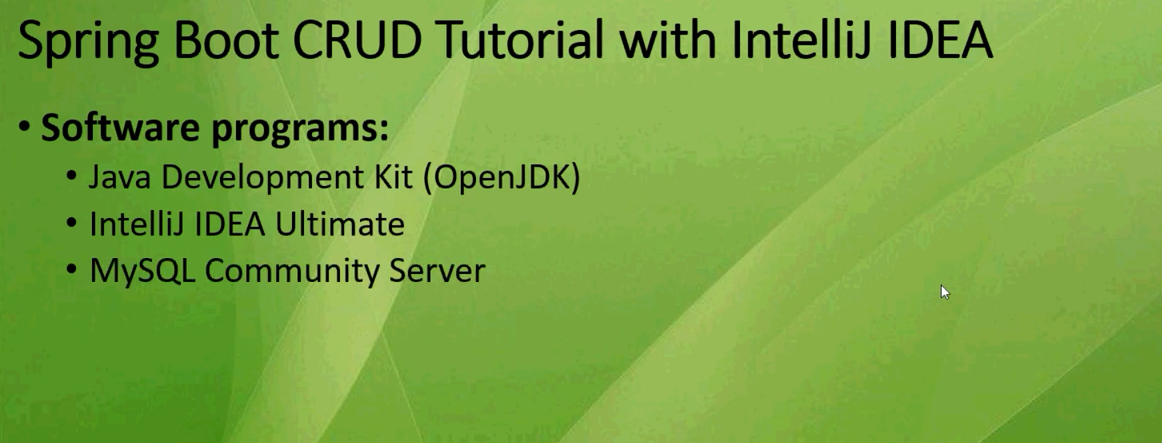 Spring Boot CRUD Tutorial with IntelliJ IDEA
• Software programs:
• Java Development Kit (OpenJDK)
• IntelliJ IDEA Ultimate
• MySQL Community Server